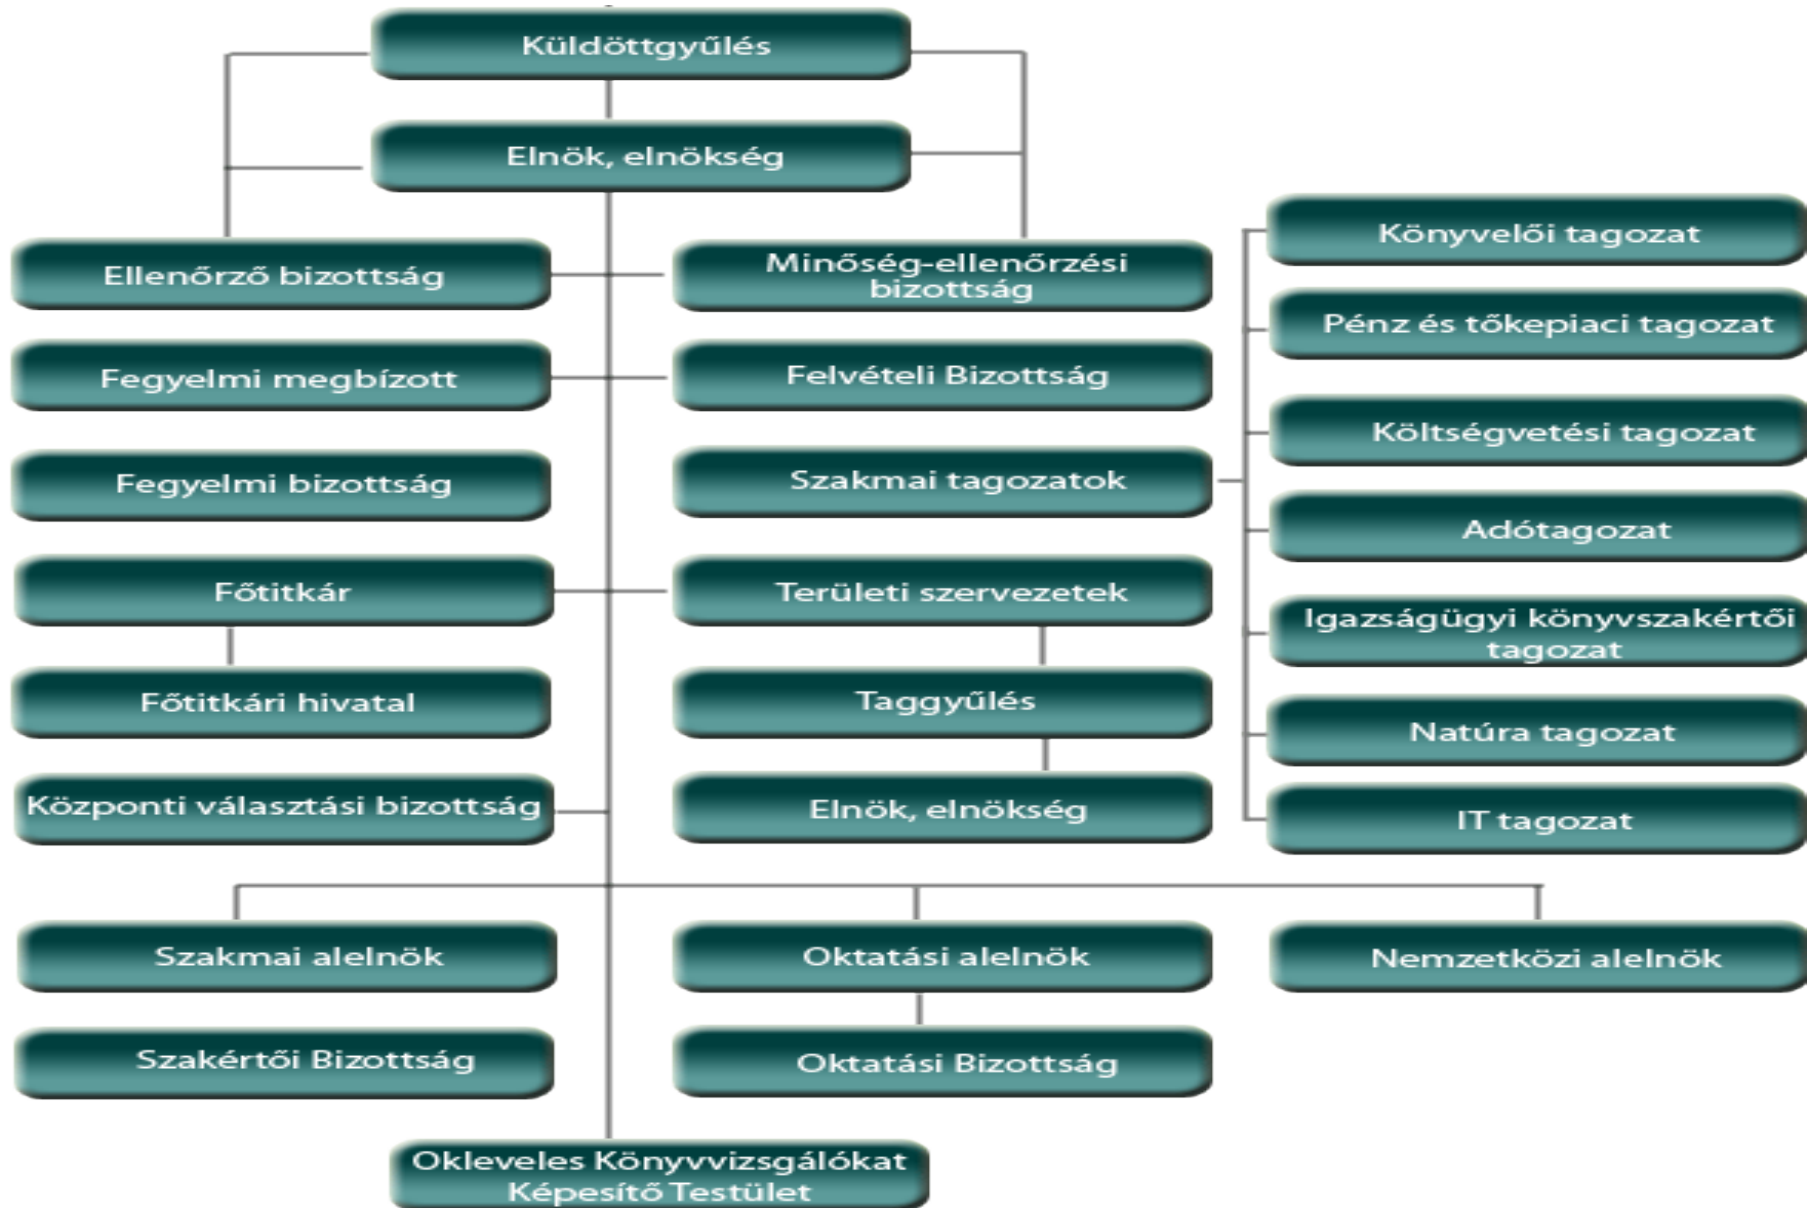 Küldöttgyűlés
Elnök, elnökség
Ellenőrző bizottság
Minőség-ellenőrzési
bizottság
Fegyelmi megbízott
Felvételi Bizottság
Fegyelmi bizottság
Szakmai tagozatok
Főtitkár
Területi szervezetek
Főtitkári hivatal
Taggyűlés
Központi választási bizottság
Elnök, elnökség
Könyvelői tagozat
Pénz és tőkepiaci tagozat
Költségvetési tagozat
Adótagozat
Igazságügyi könyvszakértői
tagozat
Natúra tagozat
IT tagozat
Szakmai alelnök
Oktatási alelnök
Nemzetközi alelnök
Szakértői Bizottság
Oktatási Bizottság
Okleveles Könyvvizsgálókat
Képesítő Testület